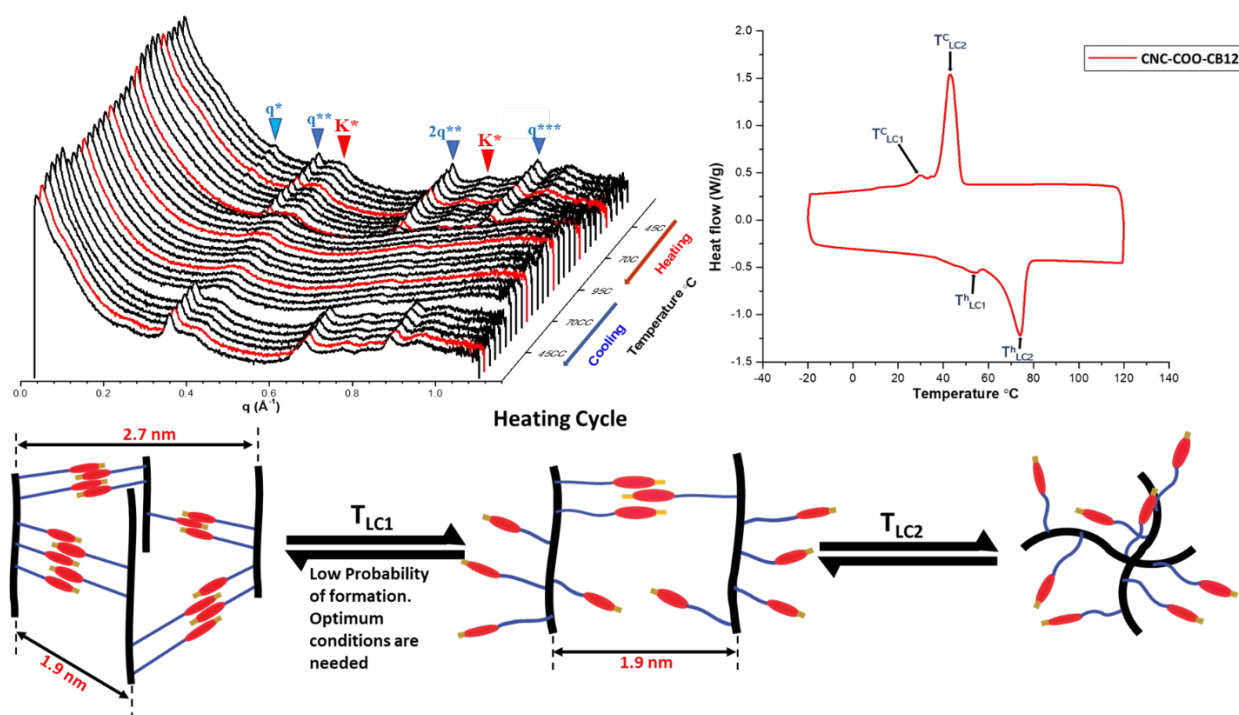 q*
q**
K*
2q**
K*
q***
45C
70C
95C
70CC
45CC
Heating
Temperature °C
Cooling
0.0
0.2
0.4
0.6
0.8
1.0
q (Å⁻¹)
2.0
1.5
1.0
0.5
0.0
-0.5
-1.0
-1.5
Heat flow (W/g)
T^C_LC2
T^C_LC1
T^h_LC1
T^h_LC2
CNC-COO-CB12
-40
-20
0
20
40
60
80
100
120
140
Temperature °C
Heating Cycle
2.7 nm
1.9 nm
T_LC1
Low Probability
of formation.
Optimum
conditions are
needed
1.9 nm
T_LC2